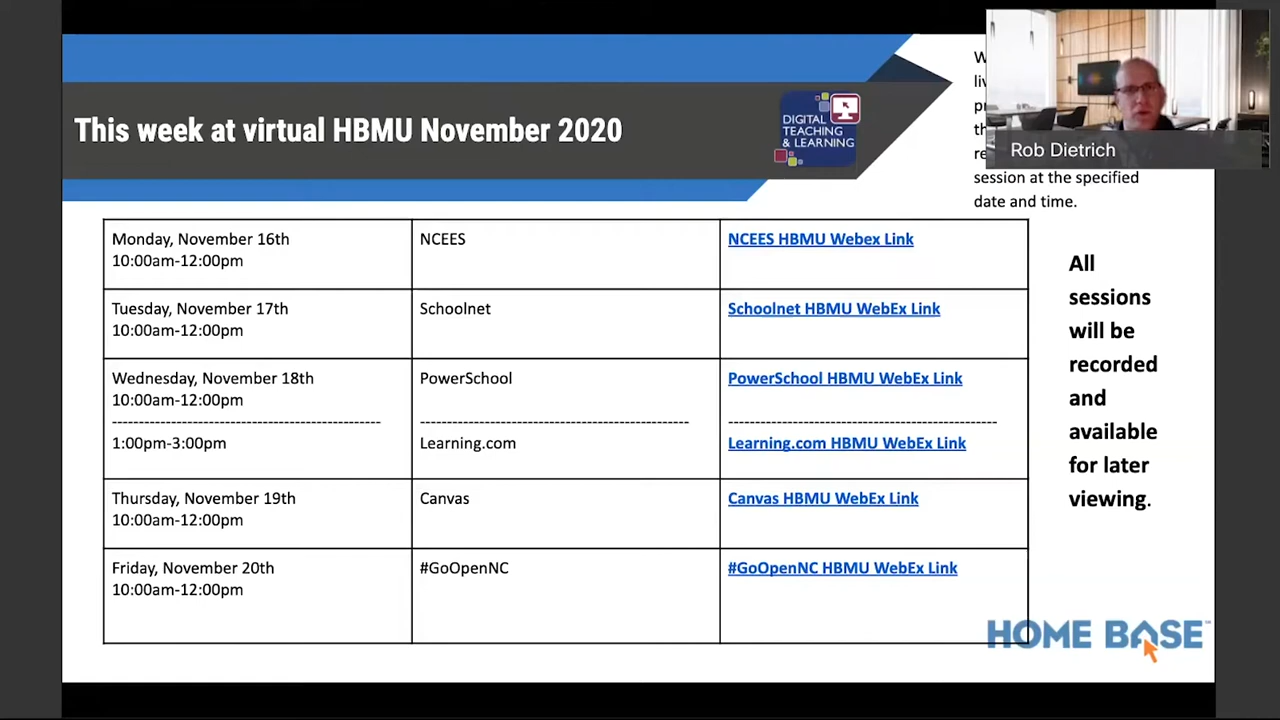 This week at virtual HBMU November 2020
DIGITAL
TEACHING
& LEARNING
session at the specified
date and time.
Rob Dietrich
Monday, November 16th
10:00am-12:00pm
NCEES
NCEES HBMU Webex Link
Tuesday, November 17th
10:00am-12:00pm
Schoolnet
Schoolnet HBMU WebEx Link
Wednesday, November 18th
10:00am-12:00pm
PowerSchool
PowerSchool HBMU WebEx Link
-------------------------------------------------
-------------------------------------------------
-------------------------------------------------
1:00pm-3:00pm
Learning.com
Learning.com HBMU WebEx Link
Thursday, November 19th
10:00am-12:00pm
Canvas
Canvas HBMU WebEx Link
Friday, November 20th
10:00am-12:00pm
#GoOpenNC
#GoOpenNC HBMU WebEx Link
All
sessions
will be
recorded
and
available
for later
viewing.
HOME BASE